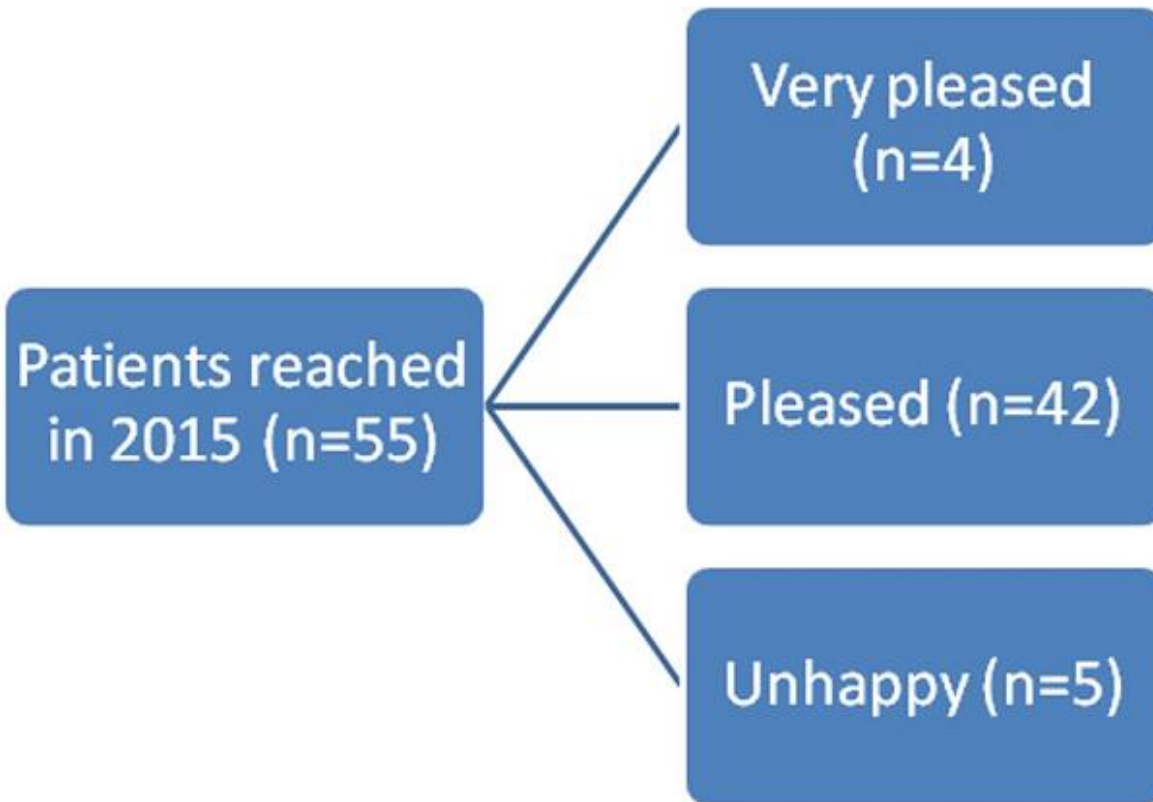 Very pleased
(n=4)
Patients reached
in 2015 (n=55)
Pleased (n=42)
Unhappy (n=5)